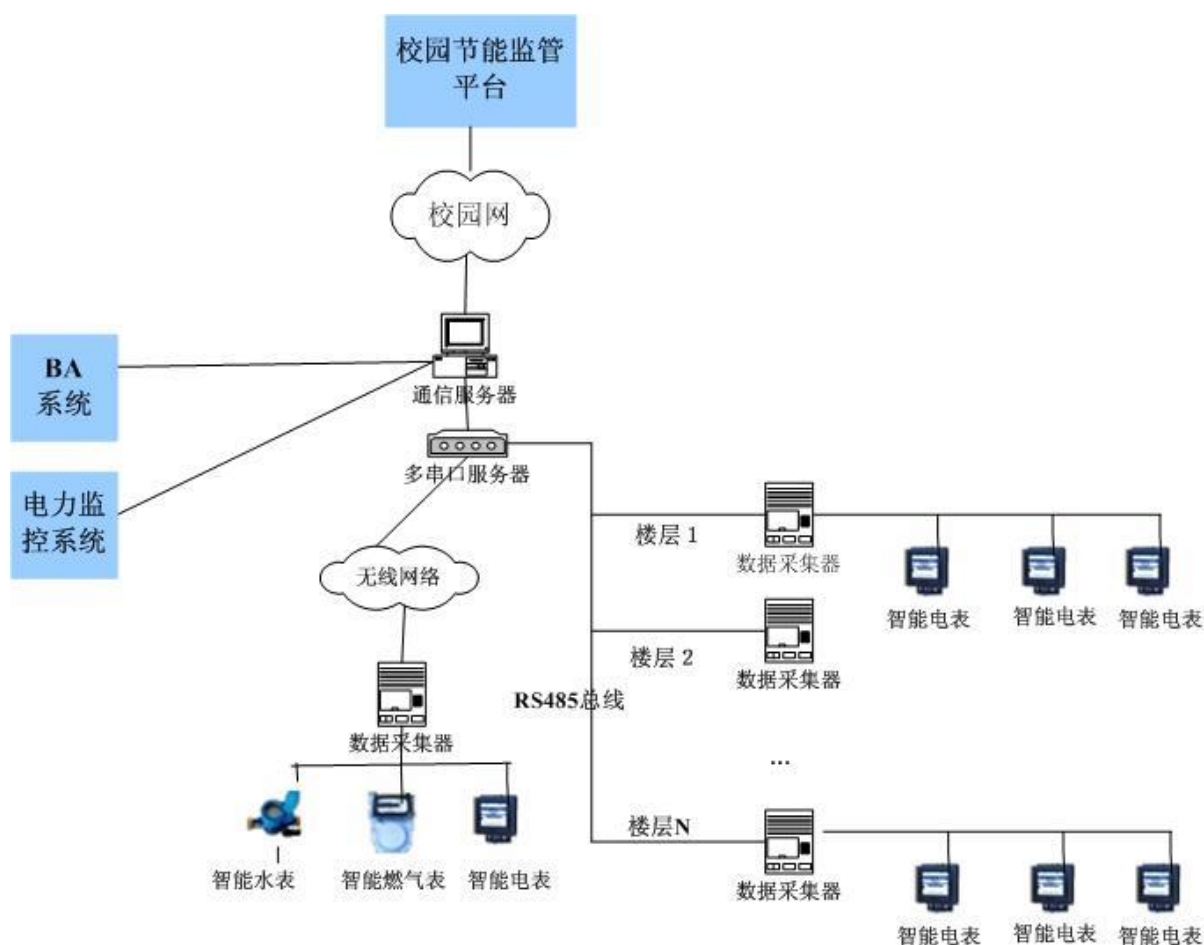 校园节能监管
平台
校园网
BA
系统
通信服务器
电力监
控系统
多串口服务器
无线网络
数据采集器
智能水表
智能燃气表
智能电表
RS485总线
楼层 1
数据采集器
智能电表
智能电表
智能电表
楼层 2
数据采集器
...
楼层N
数据采集器
智能电表
智能电表
智能电表